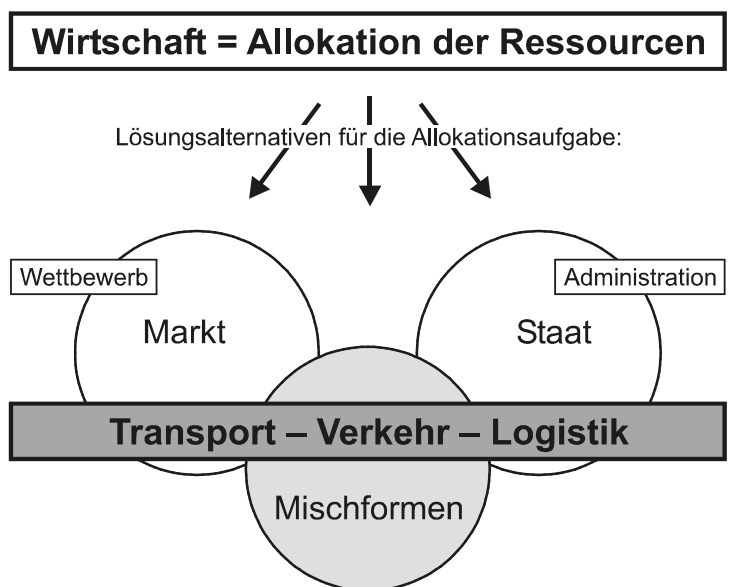 Wirtschaft = Allokation der Ressourcen
Lösungsalternativen für die Allokationsaufgabe:
Wettbewerb
Administration
Markt
Staat
Transport – Verkehr – Logistik
Mischformen